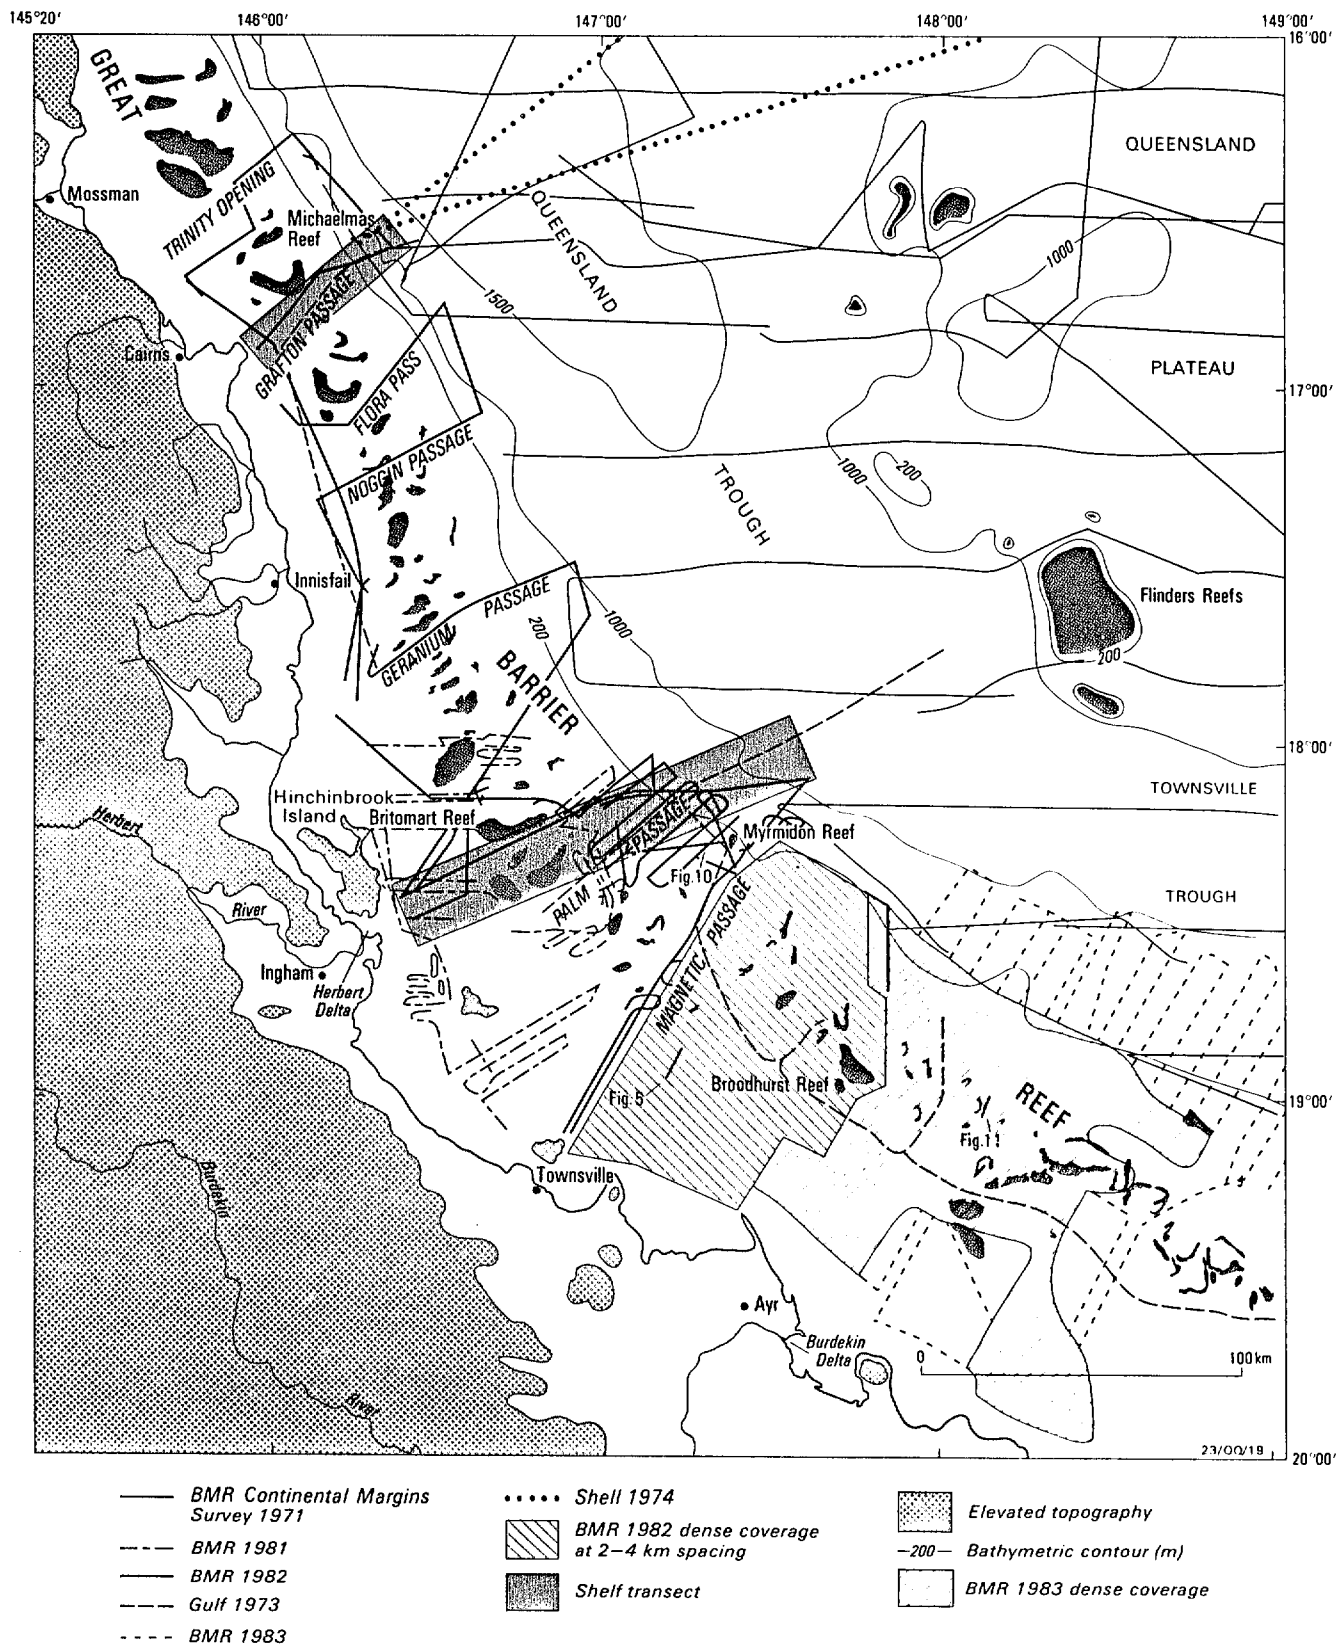 145°20' 146°00' 147°00' 148°00' 149°00'
16°00'
GREAT
QUEENSLAND
Mossman
TRINITY OPENING
Michaelmas
Reef
QUEENSLAND
1000
1500
GRAFTON PASSAGE
Cairns
FLORA PASS
PLATEAU
17°00'
NOGGIN PASSAGE
1000
200
TROUGH
Innisfail
PASSAGE
GERANIUM
Flinders Reefs
200
1000
200
BARRIER
18°00'
Hinchinbrook
Island
Britomart Reef
TOWNSVILLE
Herbert
PASSAGE
Myrmidon Reef
Fig.10
PALM
TROUGH
River
MAGNETIC PASSAGE
Ingham
Herbert
Delta
Broodhurst Reef
Fig.5
REEF
19°00'
Fig.11
Burdekin
Townsville
Ayr
Burdekin
Delta
0 100km
River
23/OQ/19
20°00'
BMR Continental Margins
Survey 1971
BMR 1981
BMR 1982
Gulf 1973
BMR 1983
Shell 1974
BMR 1982 dense coverage
at 2–4 km spacing
Shelf transect
Elevated topography
–200— Bathymetric contour (m)
BMR 1983 dense coverage